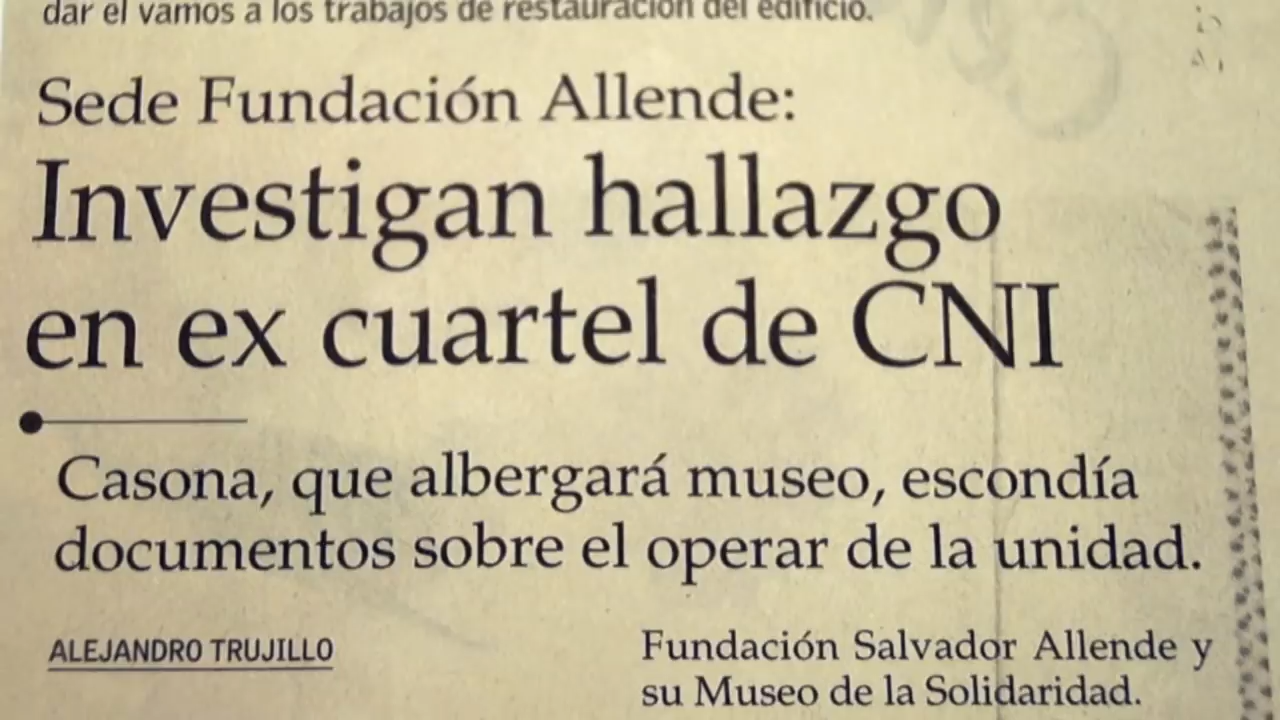 dar el vamos a los trabajos de restauración del edificio.
Sede Fundación Allende:
Investigan hallazgo
en ex cuartel de CNI
Casona, que albergará museo, escondía
documentos sobre el operar de la unidad.
ALEJANDRO TRUJILLO
Fundación Salvador Allende y
su Museo de la Solidaridad.